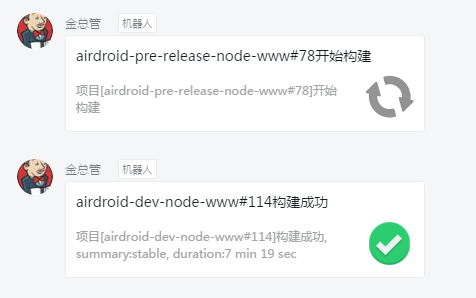 金总管 机器人
airdroid-pre-release-node-www#78开始构建
项目[airdroid-pre-release-node-www#78]开始
构建
金总管 机器人
airdroid-dev-node-www#114构建成功
项目[airdroid-dev-node-www#114]构建成功,
summary:stable, duration:7 min 19 sec